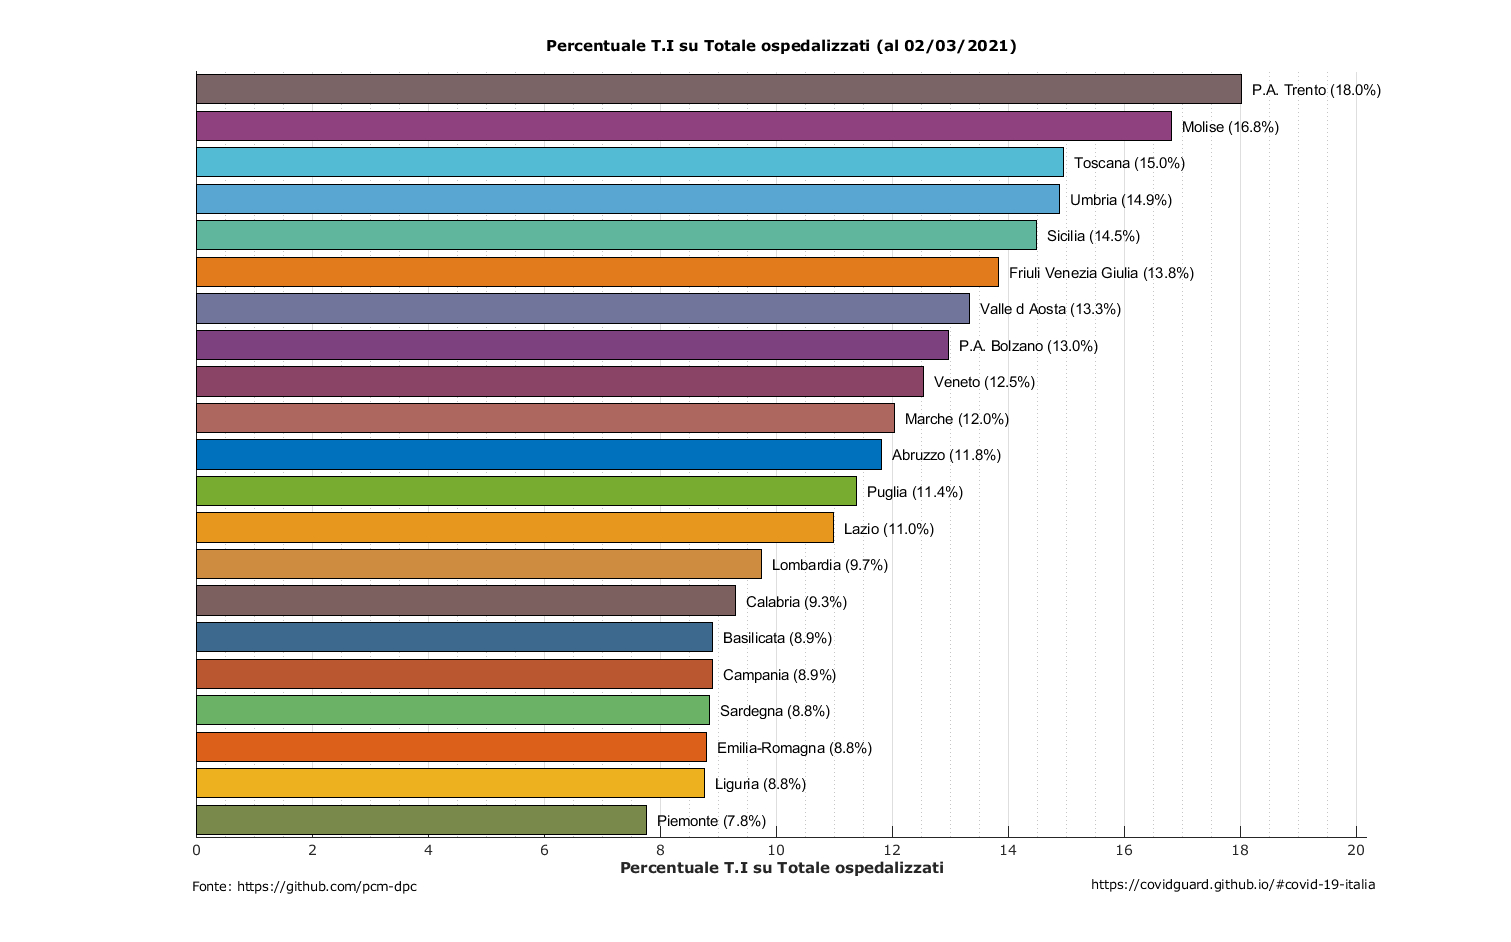 Percentuale T.I su Totale ospedalizzati (al 02/03/2021)
P.A. Trento (18.0%)
Molise (16.8%)
Toscana (15.0%)
Umbria (14.9%)
Sicilia (14.5%)
Friuli Venezia Giulia (13.8%)
Valle d Aosta (13.3%)
P.A. Bolzano (13.0%)
Veneto (12.5%)
Marche (12.0%)
Abruzzo (11.8%)
Puglia (11.4%)
Lazio (11.0%)
Lombardia (9.7%)
Calabria (9.3%)
Basilicata (8.9%)
Campania (8.9%)
Sardegna (8.8%)
Emilia-Romagna (8.8%)
Liguria (8.8%)
Piemonte (7.8%)
0 2 4 6 8 10 12 14 16 18 20
Percentuale T.I su Totale ospedalizzati
Fonte: https://github.com/pcm-dpc
https://covidguard.github.io/#covid-19-italia